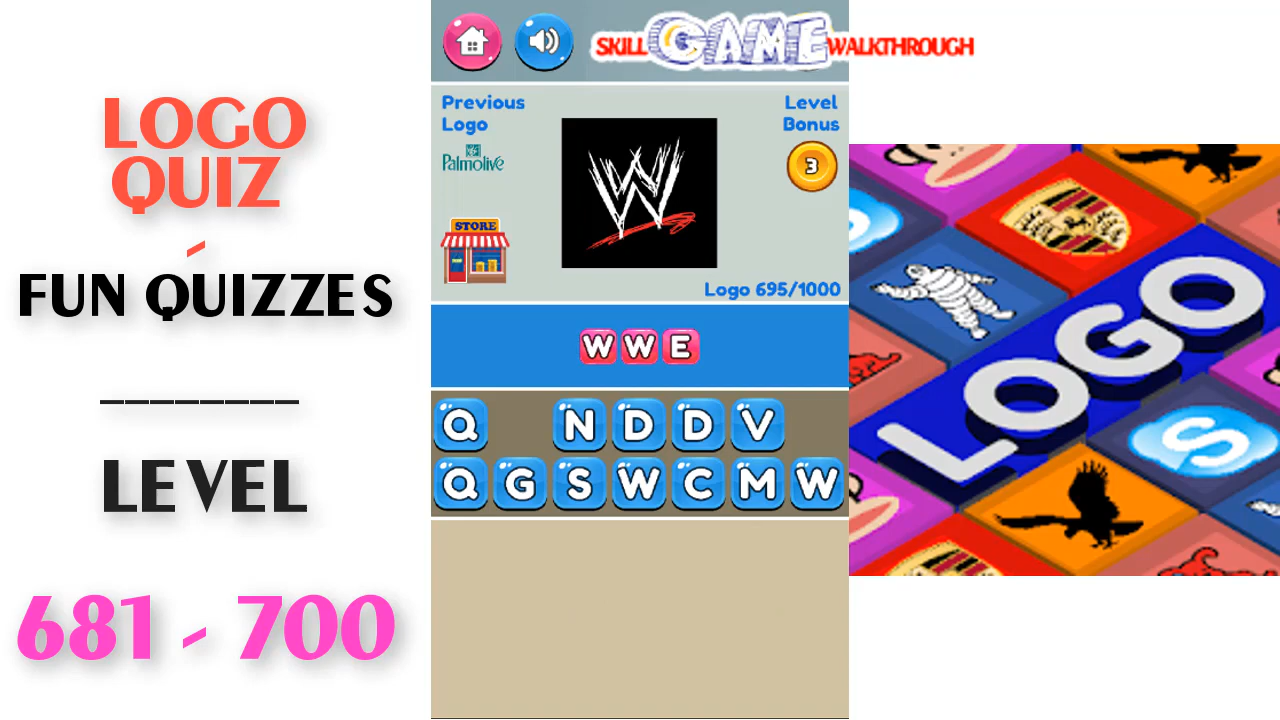 LOGO
QUIZ
-
FUN QUIZZES
________
LEVEL
681 - 700
SKILL GAME WALKTHROUGH
Previous
Logo
Palmolive
Level
Bonus
3
STORE
W
Logo 695/1000
W W E
Q N D D V
Q G S W C M W
LOGO
S